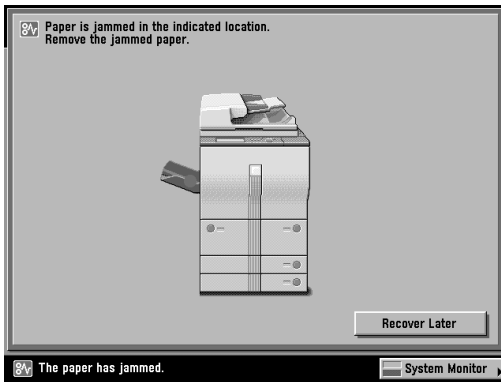 Paper is jammed in the indicated location.
Remove the jammed paper.
Recover Later
The paper has jammed.
System Monitor